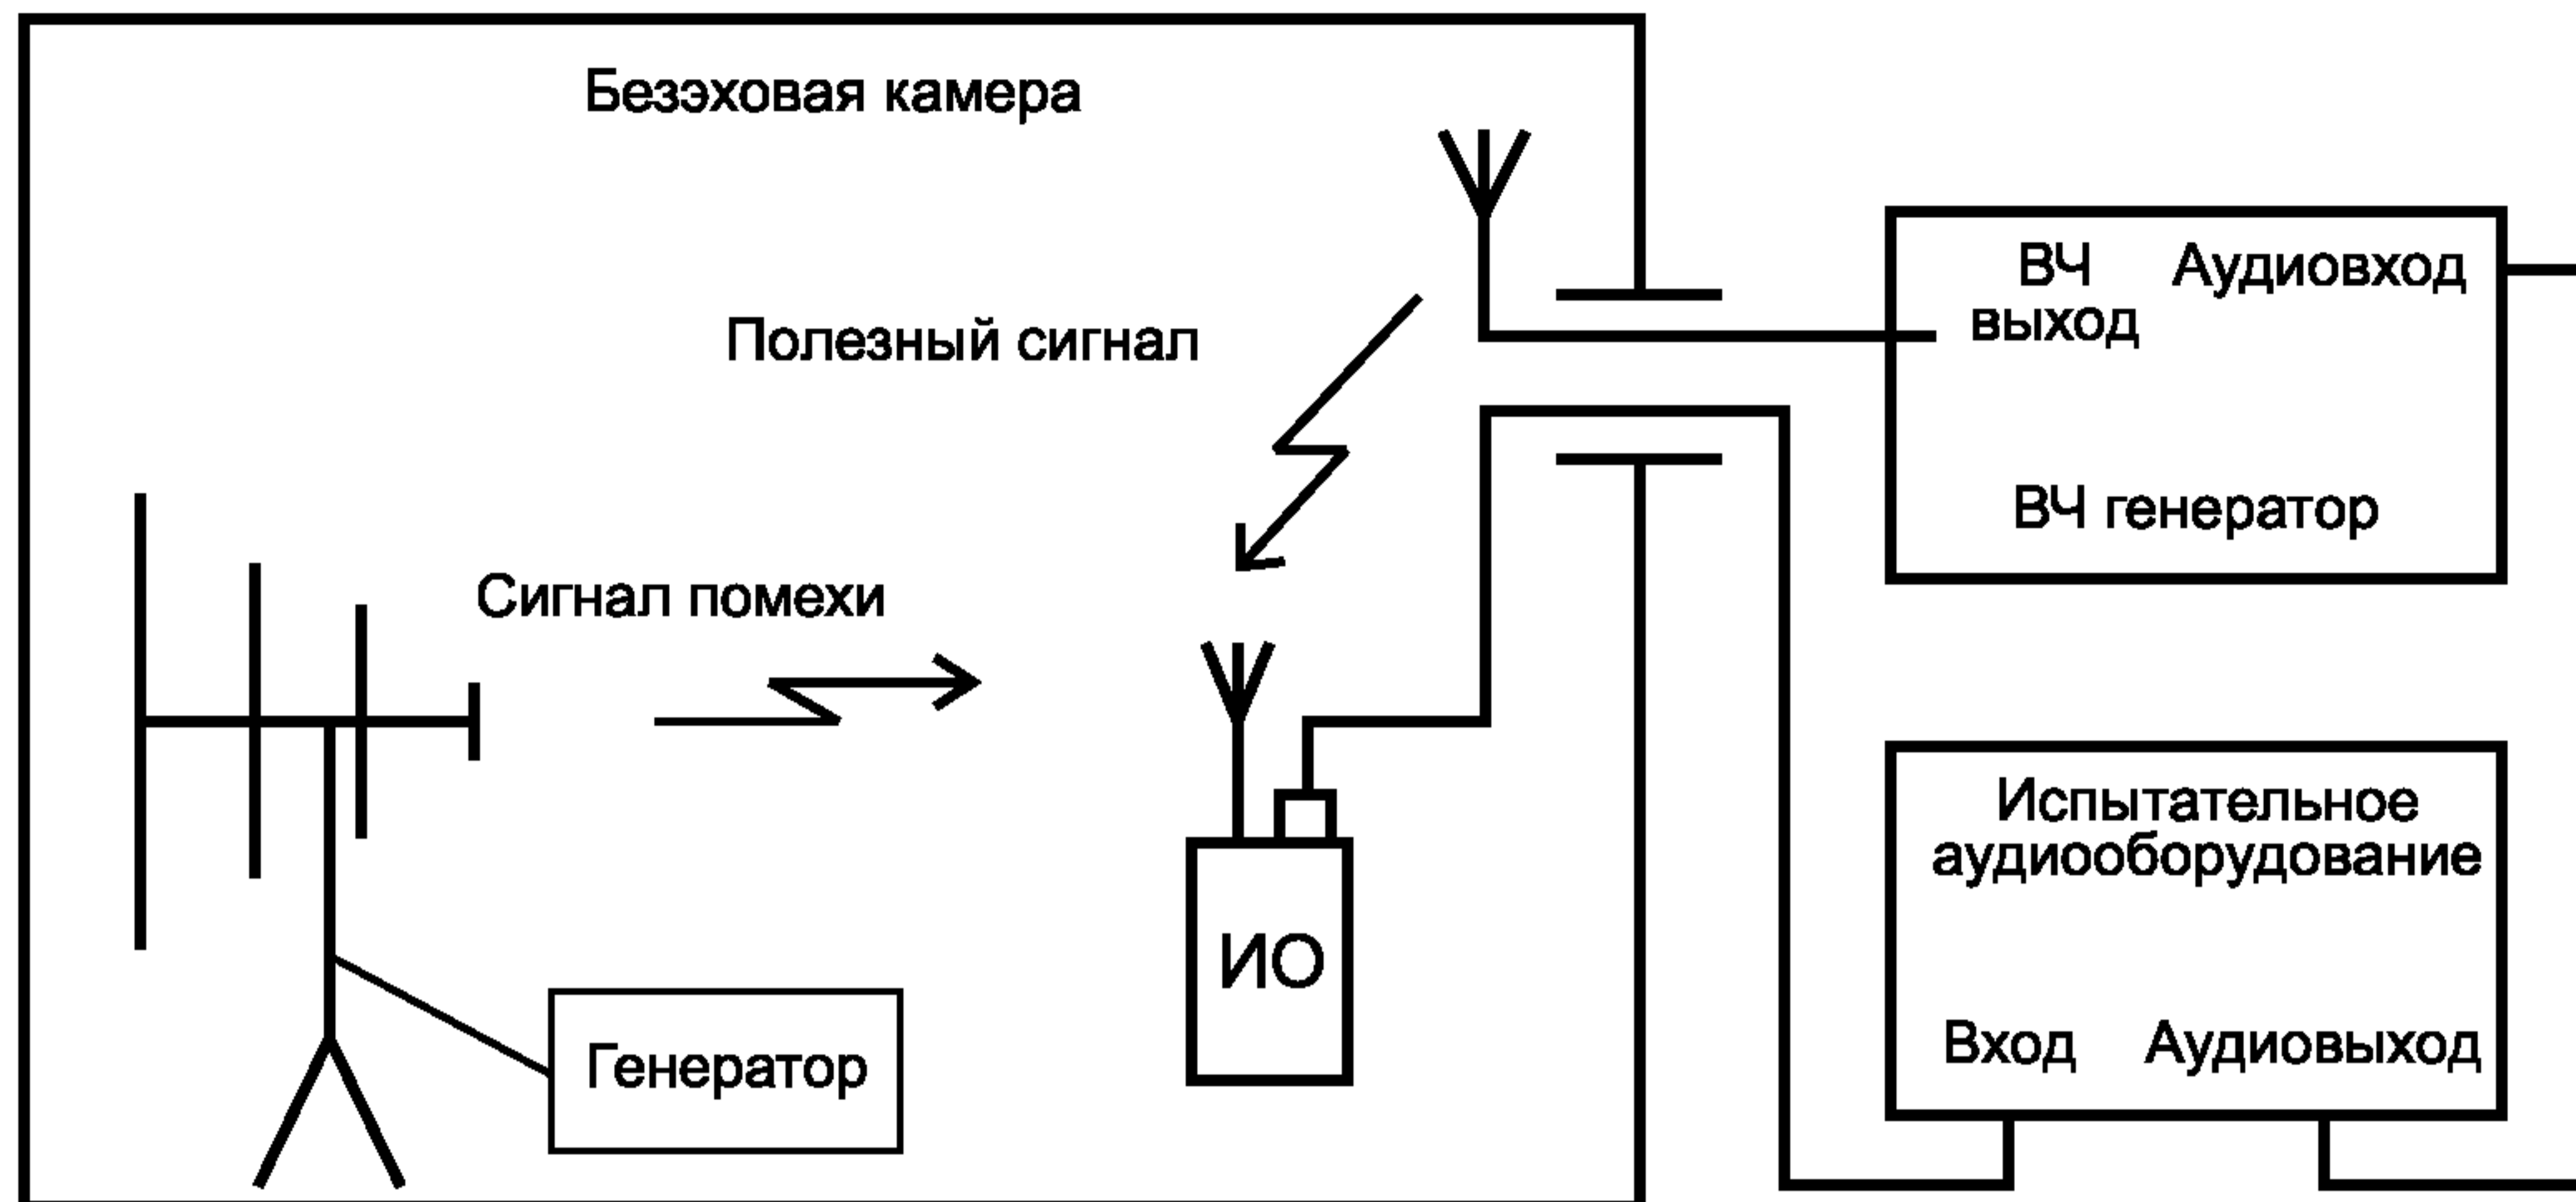 Безэховая камера
ВЧ Аудиовход
выход
Полезный сигнал
ВЧ генератор
Сигнал помехи
Испытательное
аудиооборудование
ИО
Вход Аудиовыход
Генератор